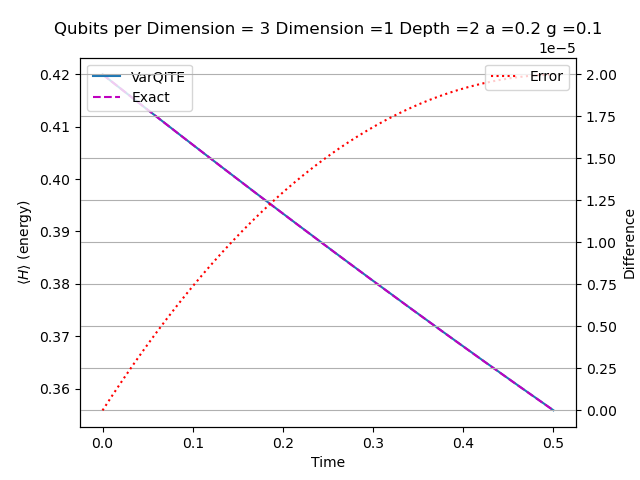 Qubits per Dimension = 3 Dimension =1 Depth =2 a =0.2 g =0.1
1e−5
VarQITE
Exact
Error
0.42
0.41
0.40
0.39
0.38
0.37
0.36
⟨H⟩ (energy)
2.00
1.75
1.50
1.25
1.00
0.75
0.50
0.25
0.00
Difference
0.0 0.1 0.2 0.3 0.4 0.5
Time